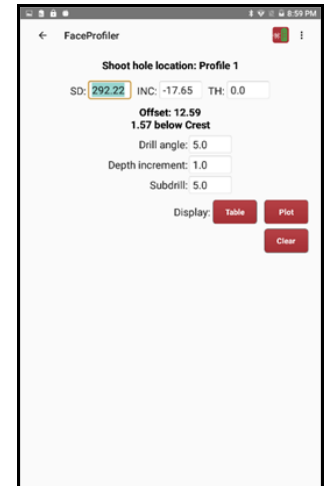 8:59 PM
FaceProfiler
Shoot hole location: Profile 1
SD: 292.22 INC: -17.65 TH: 0.0
Offset: 12.59
1.57 below Crest
Drill angle: 5.0
Depth increment: 1.0
Subdrill: 5.0
Display: Table Plot
Clear